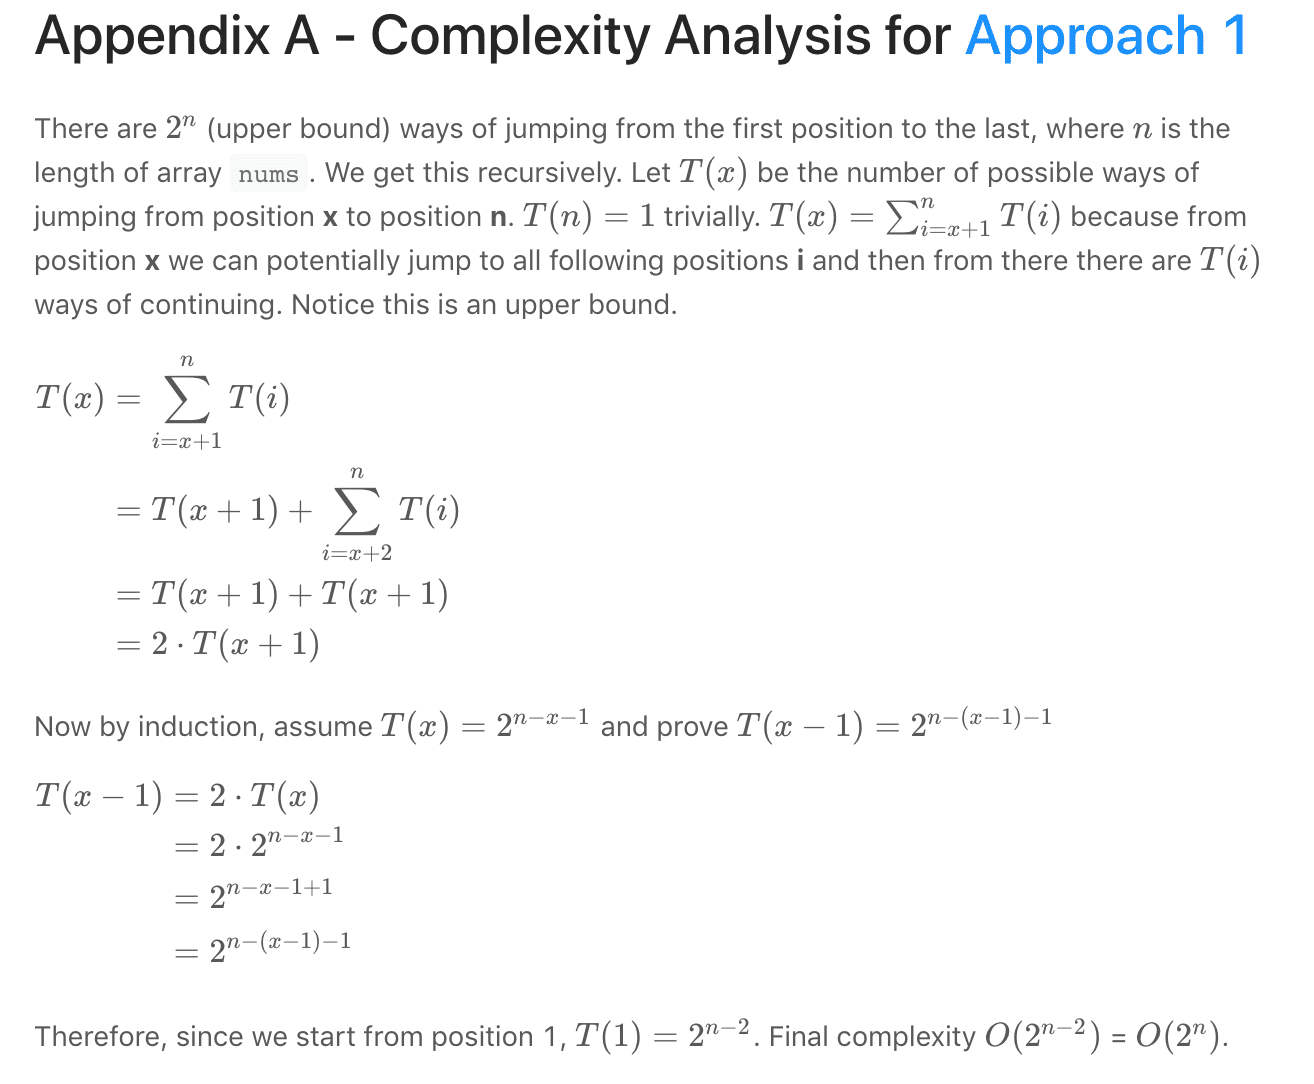 Appendix A - Complexity Analysis for Approach 1
There are $2^n$ (upper bound) ways of jumping from the first position to the last, where $n$ is the
length of array nums . We get this recursively. Let $T(x)$ be the number of possible ways of
jumping from position x to position n. $T(n) = 1$ trivially. $T(x) = \sum_{i=x+1}^{n} T(i)$ because from
position x we can potentially jump to all following positions i and then from there there are $T(i)$
ways of continuing. Notice this is an upper bound.
$T(x) = \sum_{i=x+1}^{n} T(i)$
$= T(x + 1) + \sum_{i=x+2}^{n} T(i)$
$= T(x + 1) + T(x + 1)$
$= 2 \cdot T(x + 1)$
Now by induction, assume $T(x) = 2^{n-x-1}$ and prove $T(x - 1) = 2^{n-(x-1)-1}$
$T(x - 1) = 2 \cdot T(x)$
$= 2 \cdot 2^{n-x-1}$
$= 2^{n-x-1+1}$
$= 2^{n-(x-1)-1}$
Therefore, since we start from position 1, $T(1) = 2^{n-2}$. Final complexity $O(2^{n-2})$ = $O(2^n)$.